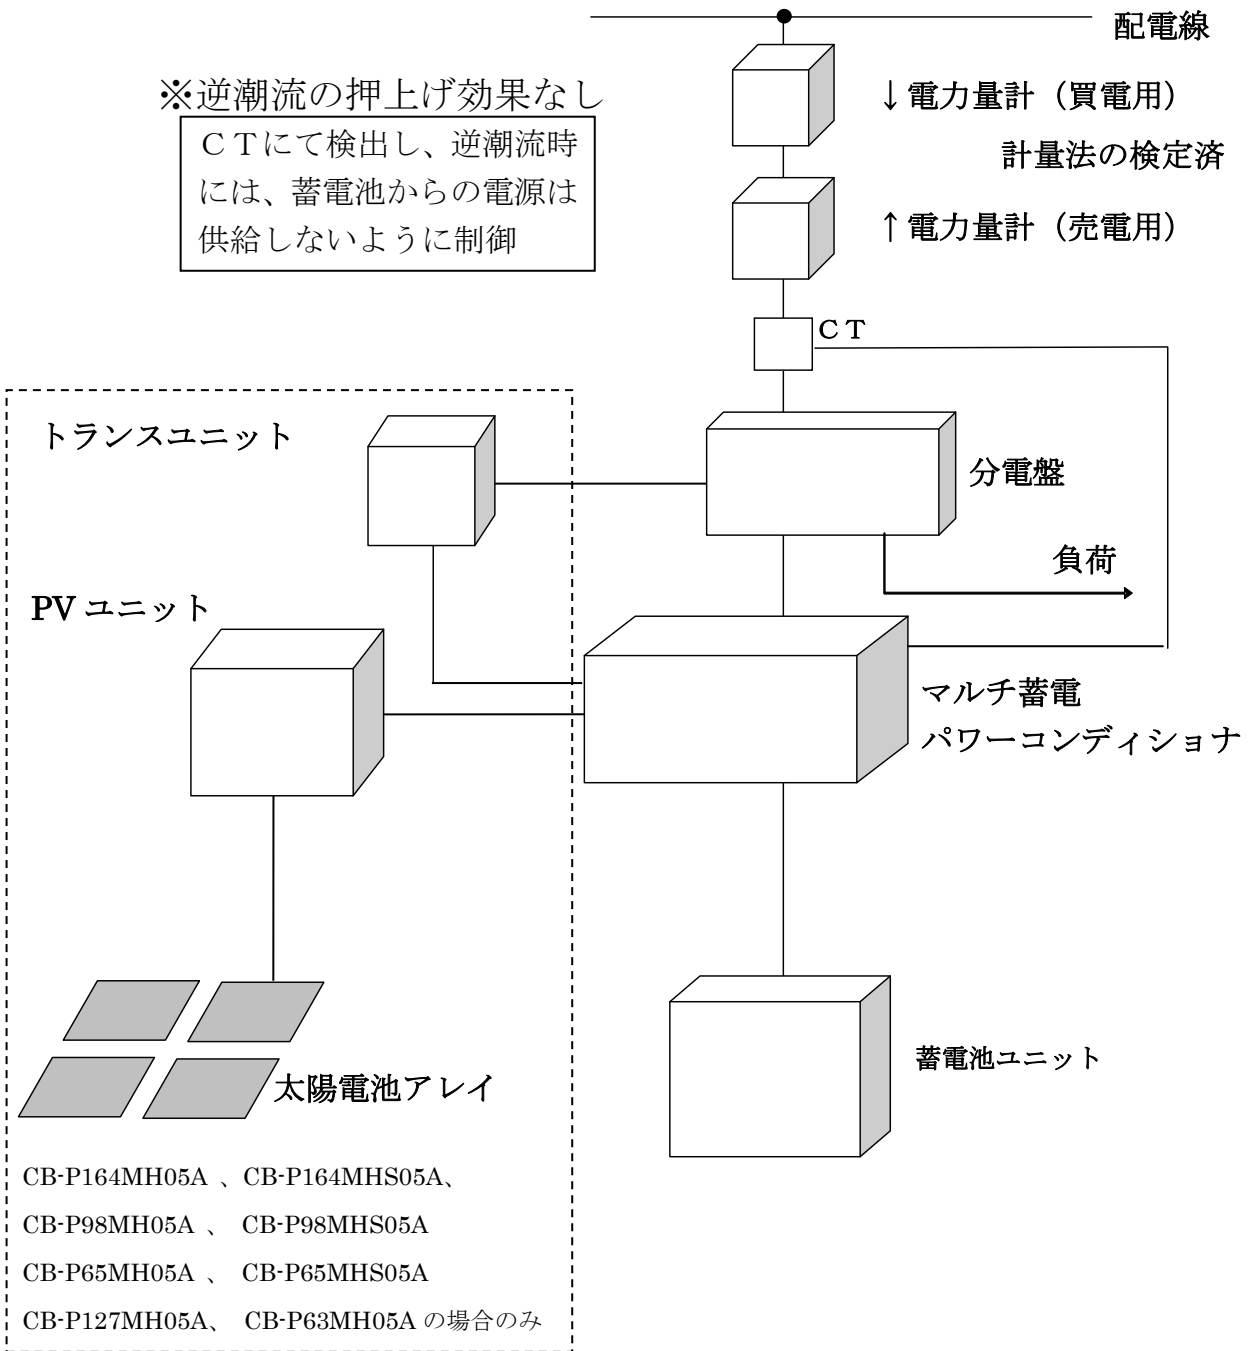 配電線
※逆潮流の押上げ効果なし
ＣＴにて検出し、逆潮流時
には、蓄電池からの電源は
供給しないように制御
↓電力量計（買電用）
計量法の検定済
↑電力量計（売電用）
ＣＴ
トランスユニット
分電盤
負荷
PV ユニット
マルチ蓄電
パワーコンディショナ
蓄電池ユニット
太陽電池アレイ
CB-P164MH05A 、CB-P164MHS05A、
CB-P98MH05A 、 CB-P98MHS05A
CB-P65MH05A 、 CB-P65MHS05A
CB-P127MH05A、 CB-P63MH05A の場合のみ